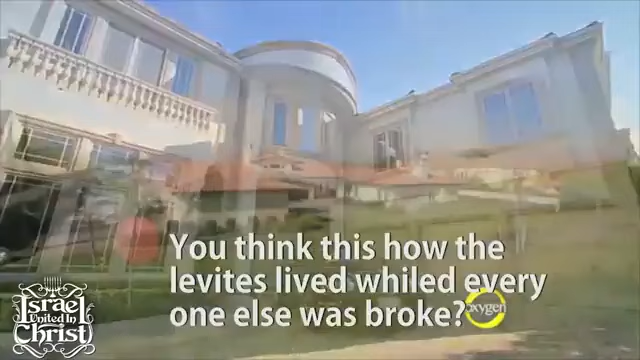 You think this how the
levites lived whiled every
one else was broke?
oxygen
Israel
United In
Christ